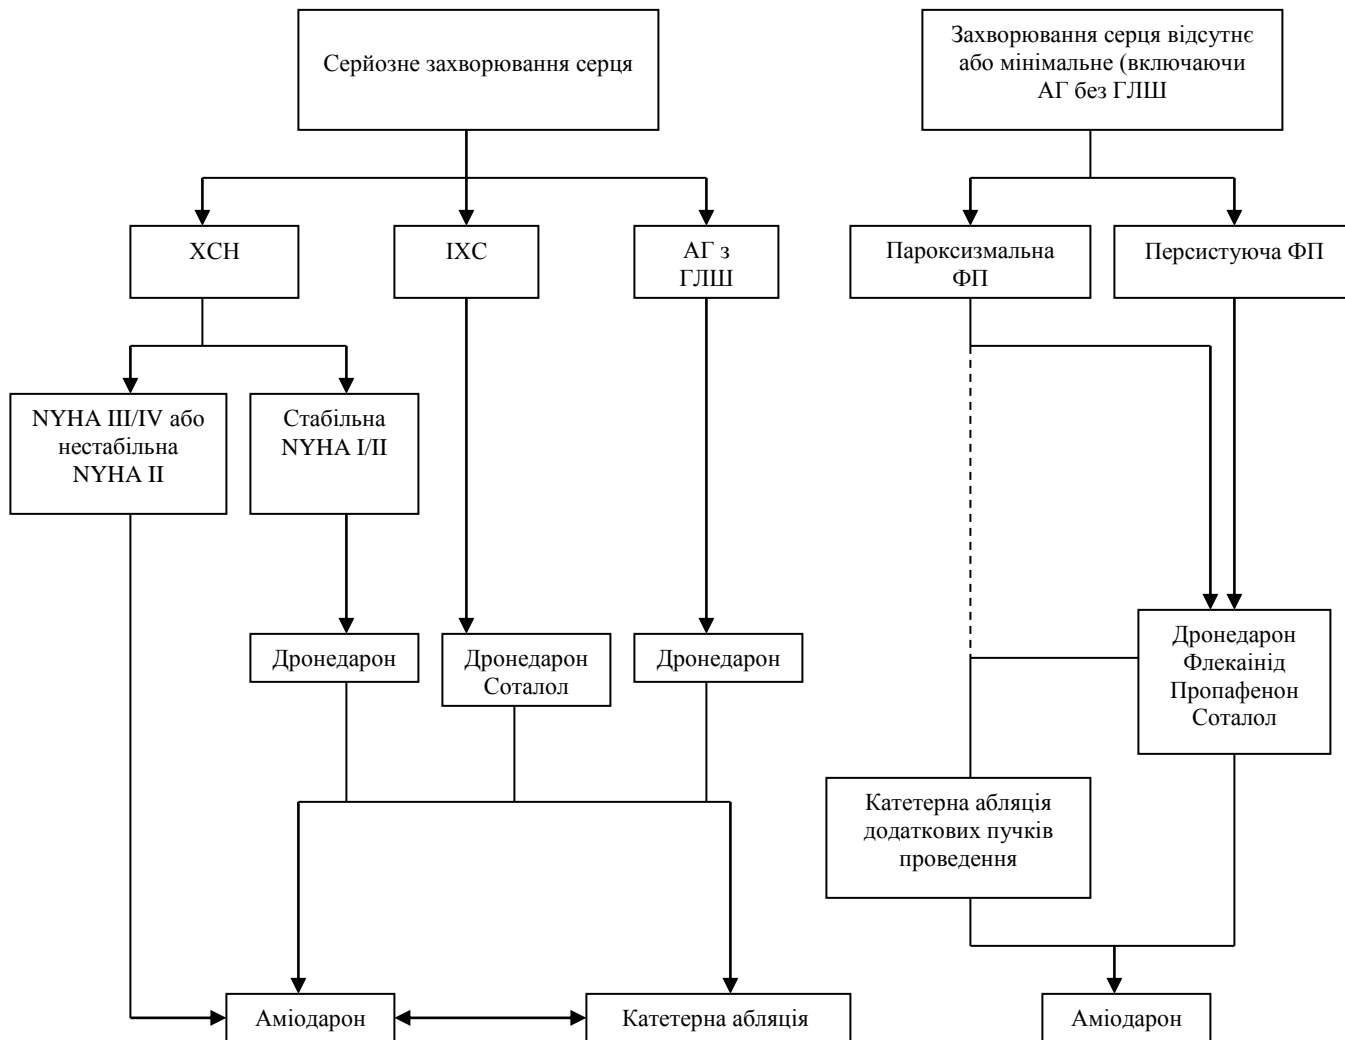 Серйозне захворювання серця
Захворювання серця відсутнє
або мінімальне (включаючи
АГ без ГЛШ
ХСН
ІХС
АГ з
ГЛШ
Пароксизмальна
ФП
Персистуюча ФП
NYHA III/IV або
нестабільна
NYHA II
Стабільна
NYHA I/II
Дронедарон
Дронедарон
Соталол
Дронедарон
Дронедарон
Флекаінід
Пропафенон
Соталол
Катетерна абляція
додаткових пучків
проведення
Аміодарон
Катетерна абляція
Аміодарон